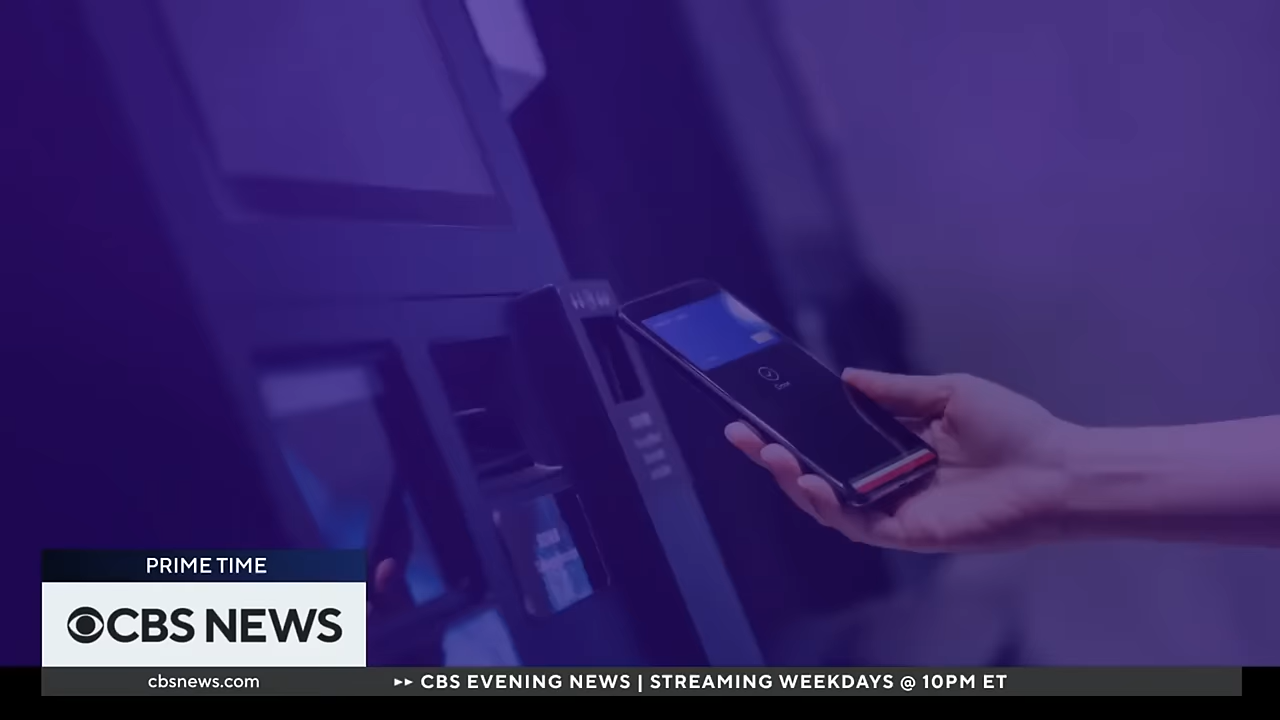 PRIME TIME
CBS NEWS
cbsnews.com
CBS EVENING NEWS | STREAMING WEEKDAYS @ 10PM ET